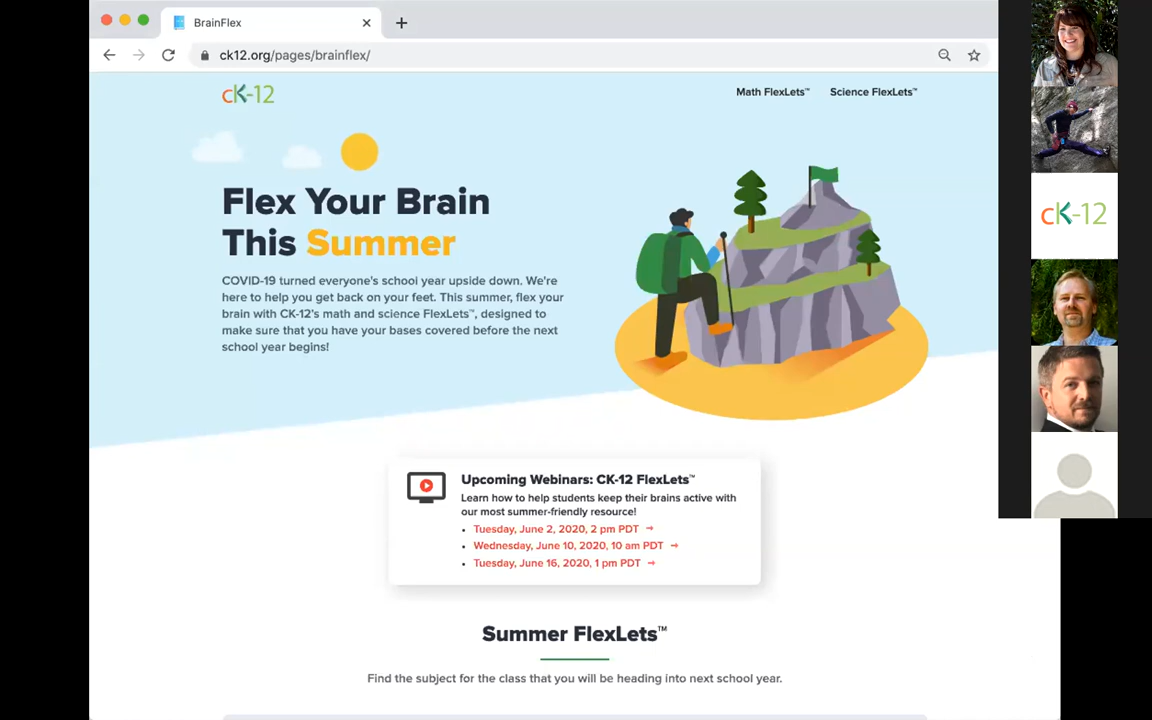 BrainFlex
ck12.org/pages/brainflex/
cK-12
Math FlexLets™
Science FlexLets™
Flex Your Brain
This Summer
COVID-19 turned everyone's school year upside down. We're
here to help you get back on your feet. This summer, flex your
brain with CK-12's math and science FlexLets™, designed to
make sure that you have your bases covered before the next
school year begins!
Upcoming Webinars: CK-12 FlexLets™
Learn how to help students keep their brains active with
our most summer-friendly resource!
• Tuesday, June 2, 2020, 2 pm PDT →
• Wednesday, June 10, 2020, 10 am PDT →
• Tuesday, June 16, 2020, 1 pm PDT →
Summer FlexLets™
Find the subject for the class that you will be heading into next school year.
cK-12